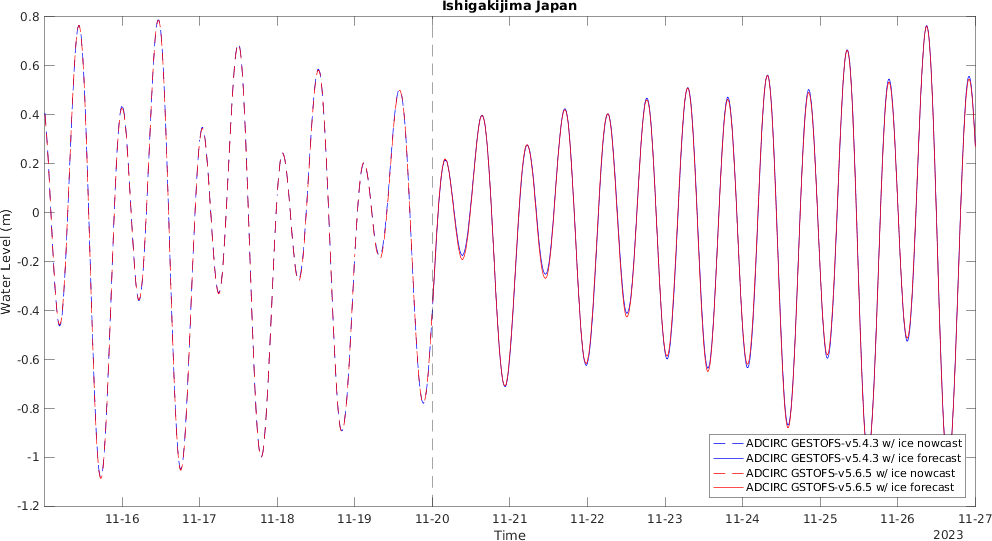 Ishigakijima Japan
0.8
0.6
0.4
0.2
0
-0.2
-0.4
-0.6
-0.8
-1
-1.2
Water Level (m)
ADCIRC GESTOFS-v5.4.3 w/ ice nowcast
ADCIRC GESTOFS-v5.4.3 w/ ice forecast
ADCIRC GSTOFS-v5.6.5 w/ ice nowcast
ADCIRC GSTOFS-v5.6.5 w/ ice forecast
11-16 11-17 11-18 11-19 11-20 11-21 11-22 11-23 11-24 11-25 11-26 11-27
Time
2023